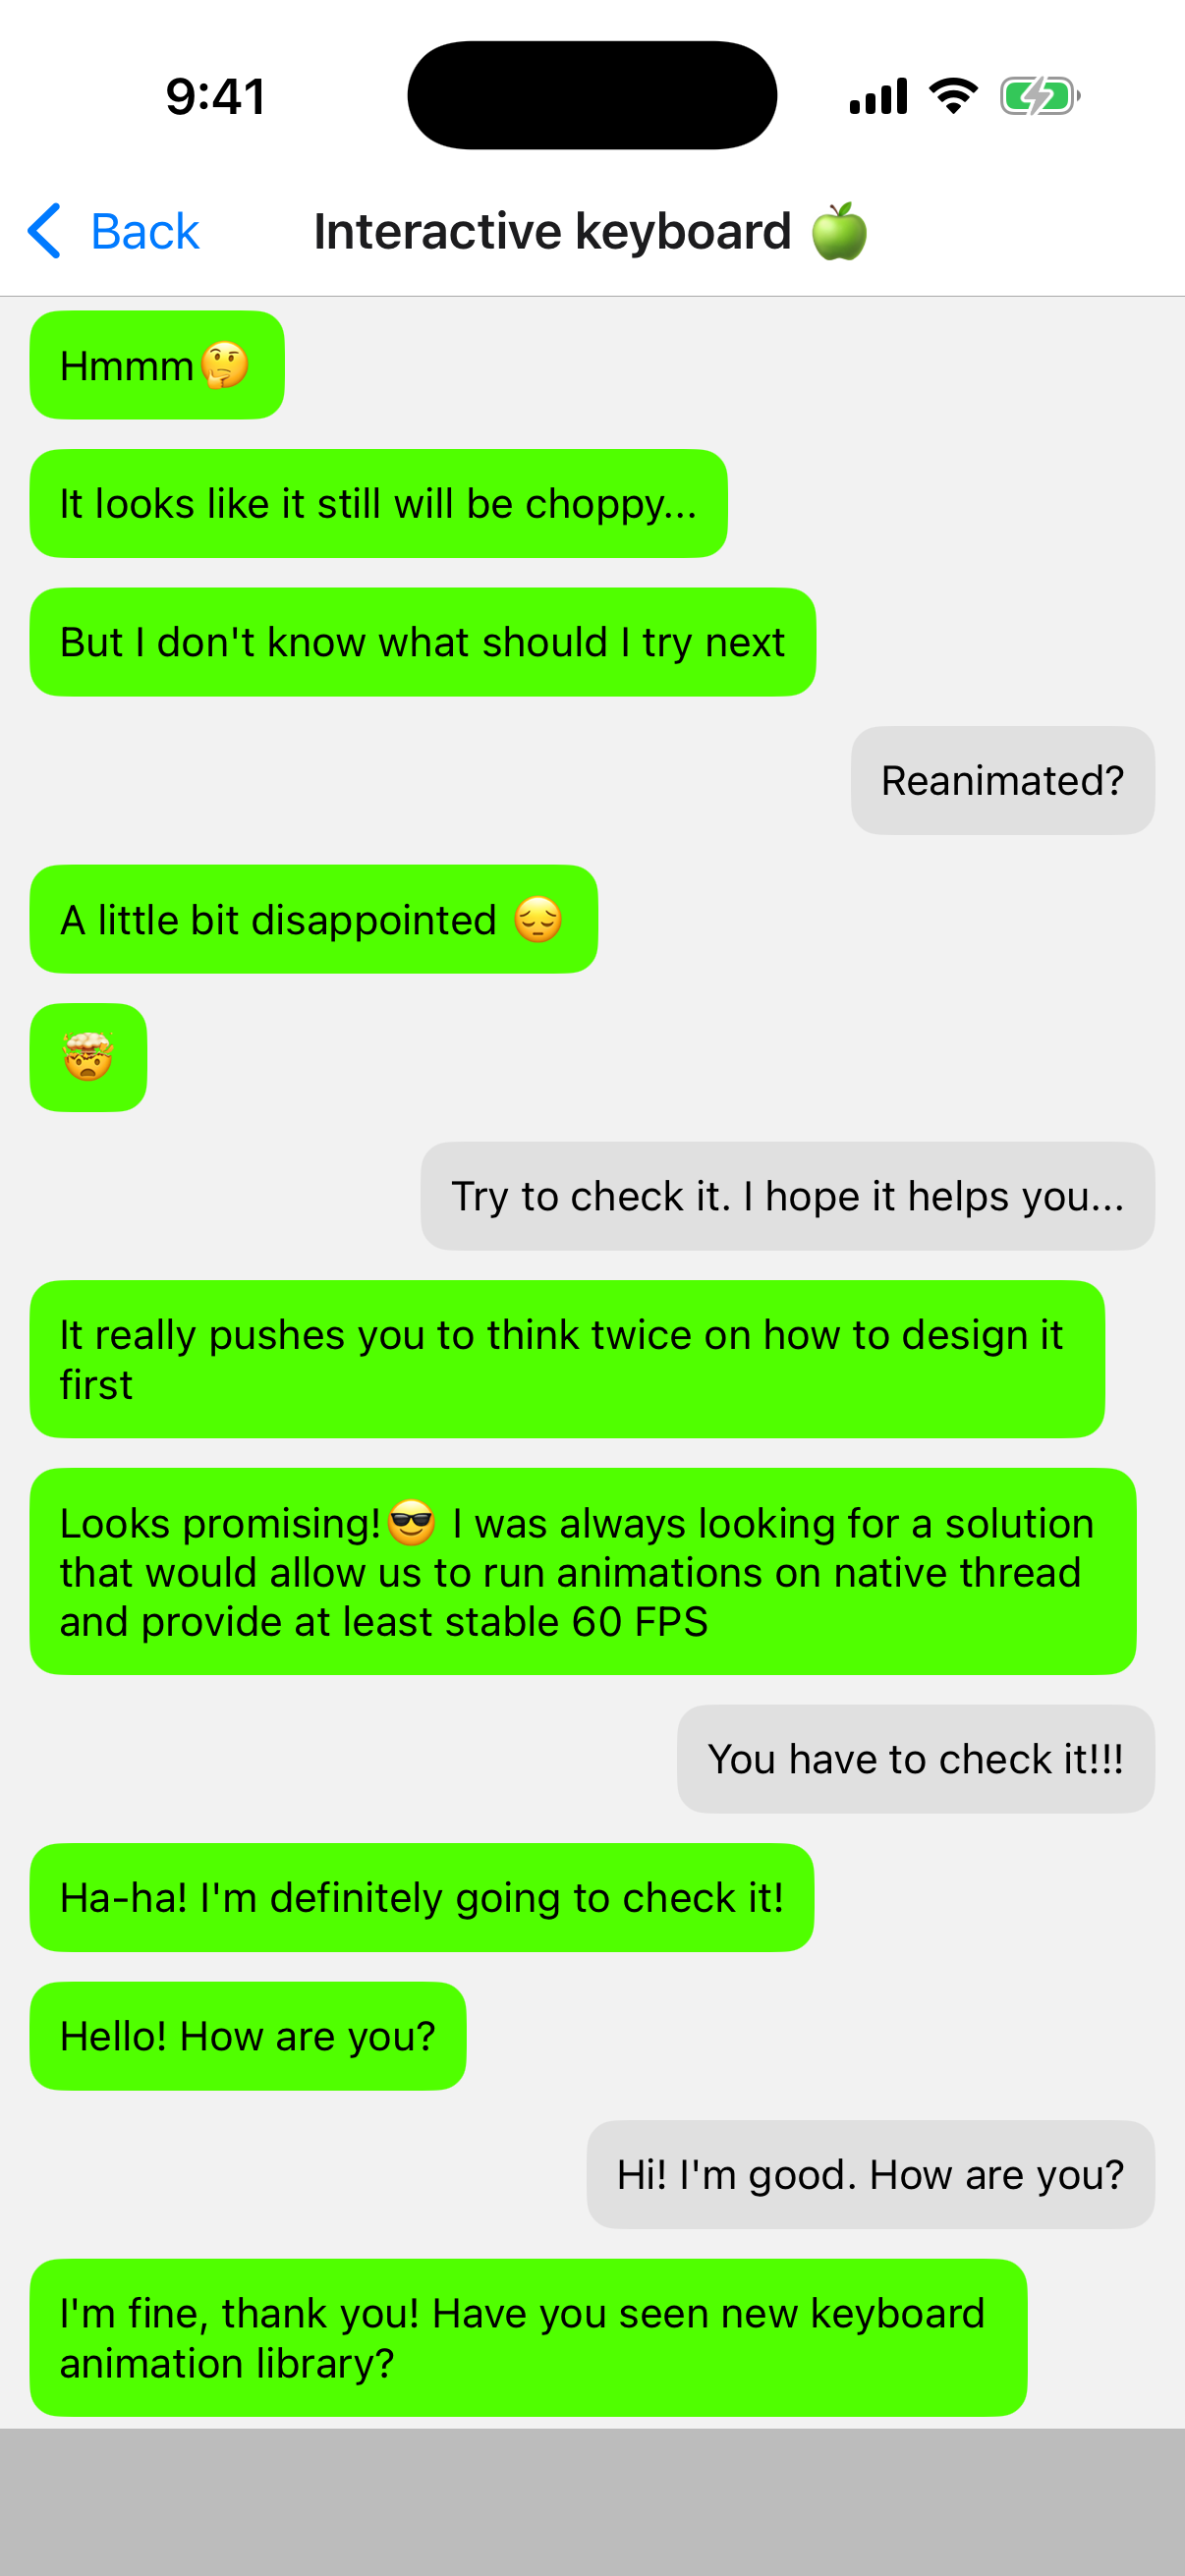 9:41
Back
Interactive keyboard 🍏
Hmmm🤔
It looks like it still will be choppy...
But I don't know what should I try next
Reanimated?
A little bit disappointed 😔
🤯
Try to check it. I hope it helps you...
It really pushes you to think twice on how to design it
first
Looks promising!😎 I was always looking for a solution
that would allow us to run animations on native thread
and provide at least stable 60 FPS
You have to check it!!!
Ha-ha! I'm definitely going to check it!
Hello! How are you?
Hi! I'm good. How are you?
I'm fine, thank you! Have you seen new keyboard
animation library?